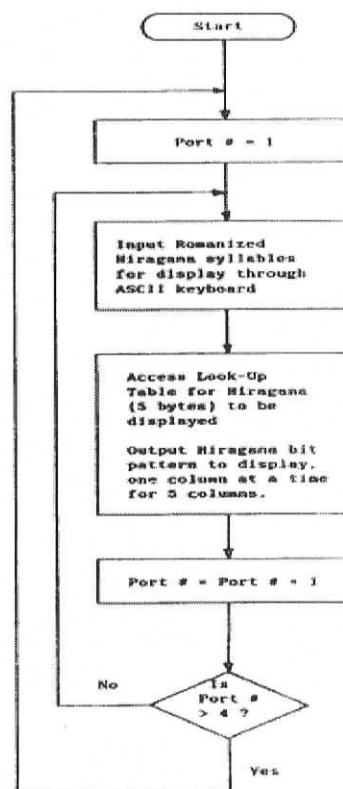 Start
Port # = 1
Input Romanized
Hiragana syllables
for display through
ASCII keyboard
Access Look-Up
Table for Hiragana
(5 bytes) to be
displayed
Output Hiragana bit
pattern to display,
one column at a time
for 5 columns.
Port # = Port # + 1
No
Is
Port #
> 4 ?
Yes